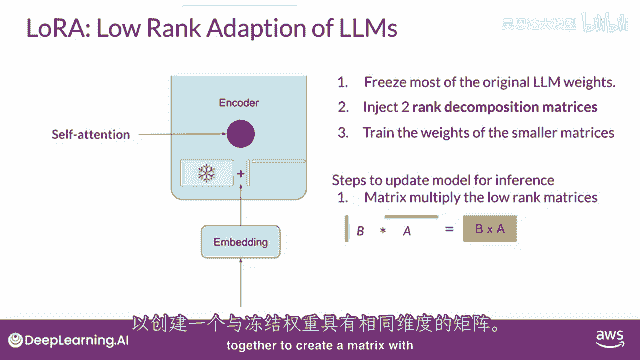 LoRA: Low Rank Adaption of LLMs
Encoder
Self-attention
+
Embedding
1. Freeze most of the original LLM weights.
2. Inject 2 rank decomposition matrices
3. Train the weights of the smaller matrices
Steps to update model for inference
1. Matrix multiply the low rank matrices
B * A = B x A
以创建一个与冻结权重具有相同维度的矩阵。
together to create a matrix with
DeepLearning.AI
aws